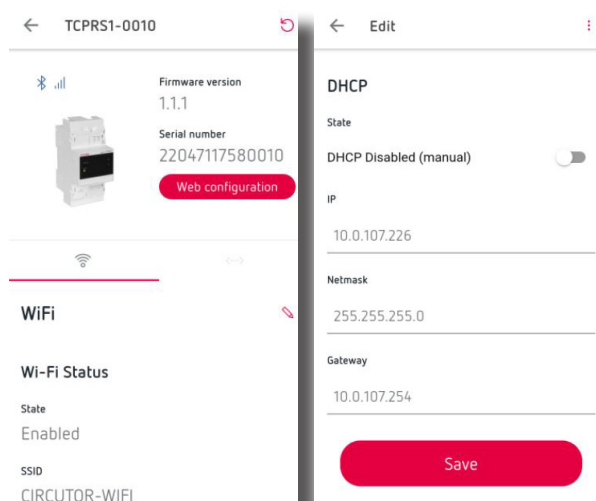 TCPRS1-0010
Firmware version
1.1.1
Serial number
22047117580010
Web configuration
WiFi
Wi-Fi Status
State
Enabled
SSID
CIRCUTOR-WIFI
Edit
DHCP
State
DHCP Disabled (manual)
IP
10.0.107.226
Netmask
255.255.255.0
Gateway
10.0.107.254
Save